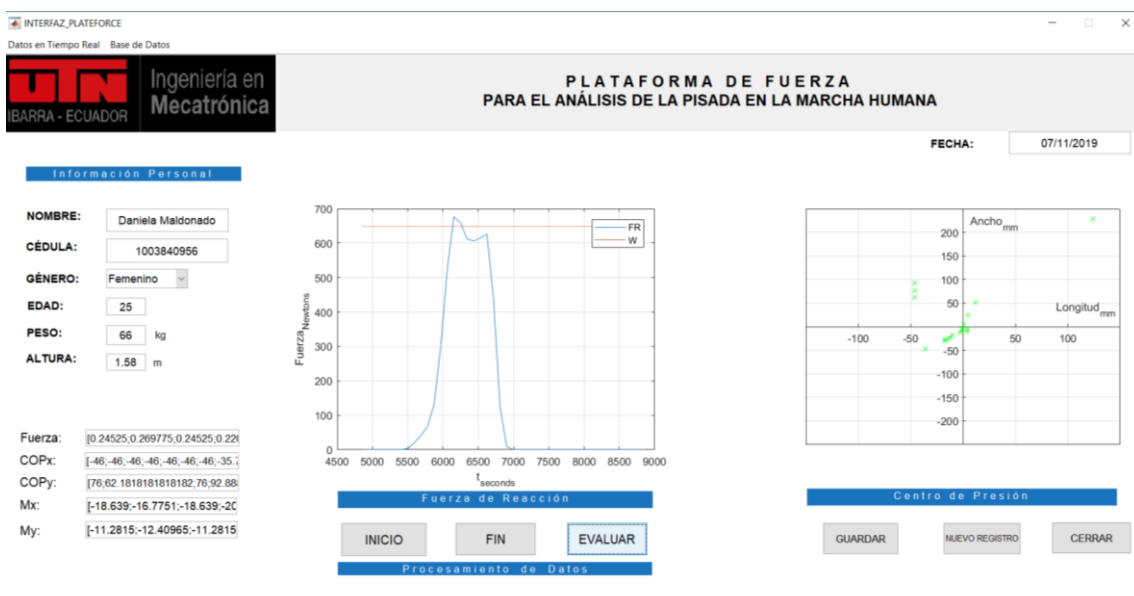 INTERFAZ_PLATEFORCE
Datos en Tiempo Real Base de Datos
UTN
IBARRA - ECUADOR
Ingeniería en
Mecatrónica
PLATAFORMA DE FUERZA
PARA EL ANÁLISIS DE LA PISADA EN LA MARCHA HUMANA
FECHA: 07/11/2019
Información Personal
NOMBRE: Daniela Maldonado
CÉDULA: 1003840956
GÉNERO: Femenino
EDAD: 25
PESO: 66 kg
ALTURA: 1.58 m
Fuerza: [0.24525;0.269775;0.24525;0.220
COPx: [-46;-46;-46;-46;-46;-46;-46;-35.7
COPy: [76;62.1818181818182;76;92.88
Mx: [-18.639;-16.7751;-18.639;-20
My: [-11.2815;-12.40965;-11.2815
700
600
500
400
300
200
100
0
Fuerza Newtons
FR
W
4500 5000 5500 6000 6500 7000 7500 8000 8500 9000
t seconds
Fuerza de Reacción
INICIO FIN EVALUAR
Procesamiento de Datos
Ancho mm
200
150
100
50
Longitud mm
-100 -50 50 100
-50
-100
-150
-200
Centro de Presión
GUARDAR NUEVO REGISTRO CERRAR